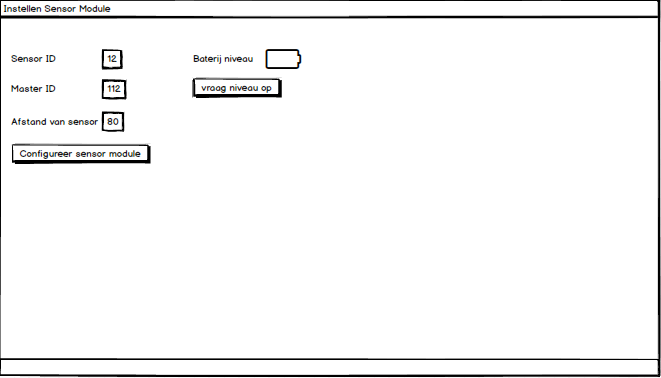 Instellen Sensor Module
Sensor ID 12 Baterij niveau
Master ID 112 vraag niveau op
Afstand van sensor 80
Configureer sensor module